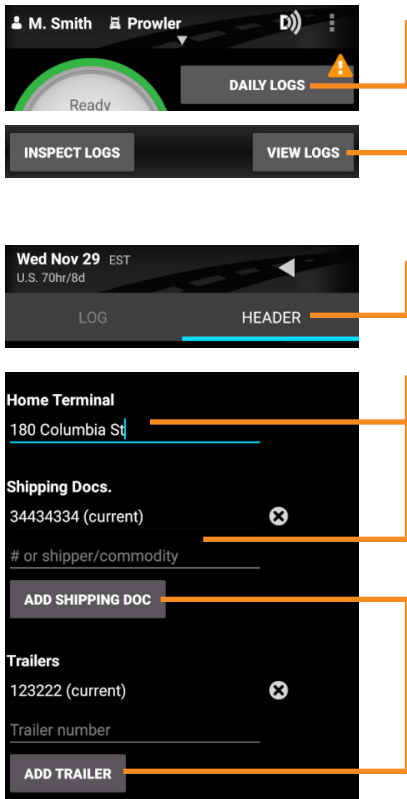 M. Smith Prowler
DAILY LOGS
Ready
INSPECT LOGS VIEW LOGS
Wed Nov 29 EST
U.S. 70hr/8d
LOG HEADER
Home Terminal
180 Columbia St
Shipping Docs.
34434334 (current)
# or shipper/commodity
ADD SHIPPING DOC
Trailers
123222 (current)
Trailer number
ADD TRAILER